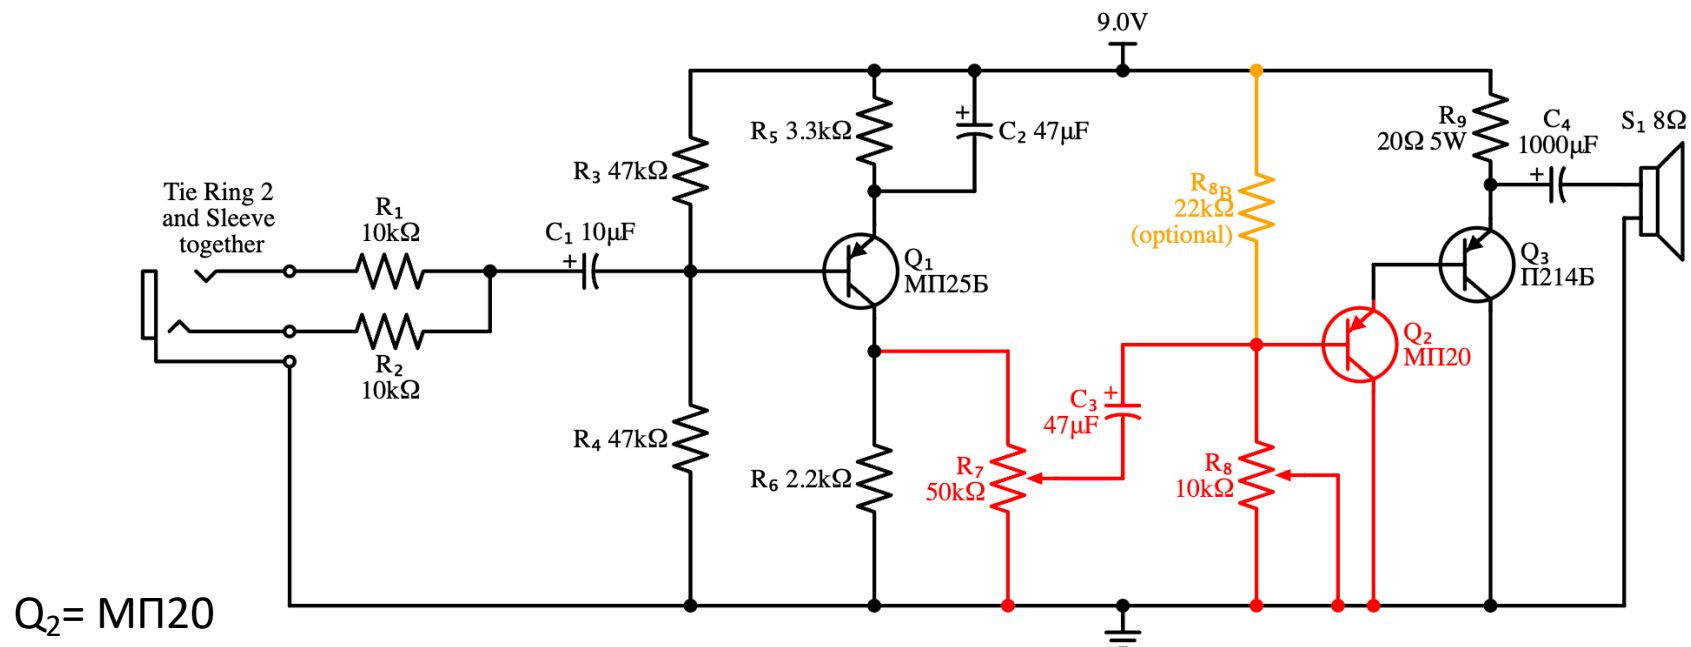 9.0V
R₅ 3.3kΩ
C₂ 47μF
R₉
20Ω 5W
C₄
1000μF
S₁ 8Ω
R₃ 47kΩ
Tie Ring 2
and Sleeve
together
R₁
10kΩ
C₁ 10μF
R₈B
22kΩ
(optional)
Q₁
МП25Б
Q₃
П214Б
R₂
10kΩ
Q₂
МП20
C₃
47μF
R₄ 47kΩ
R₆ 2.2kΩ
R₇
50kΩ
R₈
10kΩ
Q₂= МП20